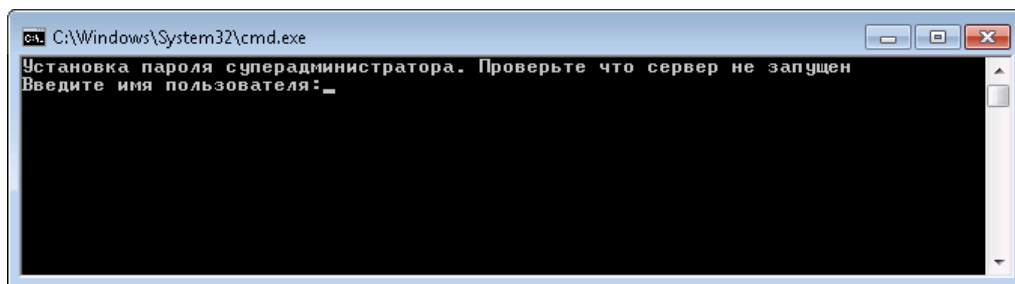 C:\Windows\System32\cmd.exe
Установка пароля суперадминистратора. Проверьте что сервер не запущен
Введите имя пользователя:_